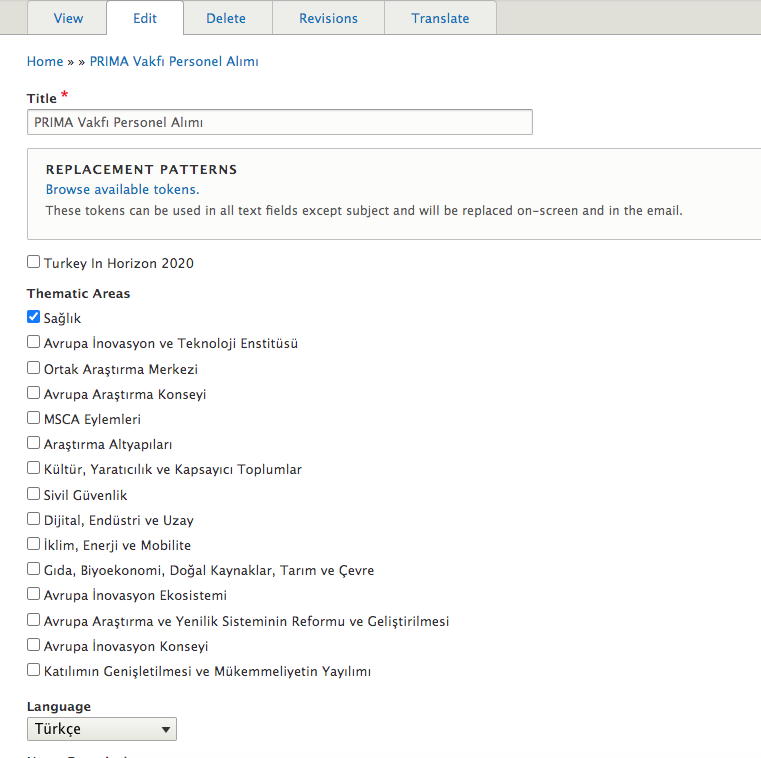 View Edit Delete Revisions Translate
Home » » PRIMA Vakfı Personel Alımı
Title *
PRIMA Vakfı Personel Alımı
REPLACEMENT PATTERNS
Browse available tokens.
These tokens can be used in all text fields except subject and will be replaced on-screen and in the email.
Turkey In Horizon 2020
Thematic Areas
Sağlık
Avrupa İnovasyon ve Teknoloji Enstitüsü
Ortak Araştırma Merkezi
Avrupa Araştırma Konseyi
MSCA Eylemleri
Araştırma Altyapıları
Kültür, Yaratıcılık ve Kapsayıcı Toplumlar
Sivil Güvenlik
Dijital, Endüstri ve Uzay
İklim, Enerji ve Mobilite
Gıda, Biyoekonomi, Doğal Kaynaklar, Tarım ve Çevre
Avrupa İnovasyon Ekosistemi
Avrupa Araştırma ve Yenilik Sisteminin Reformu ve Geliştirilmesi
Avrupa İnovasyon Konseyi
Katılımın Genişletilmesi ve Mükemmeliyetin Yayılımı
Language
Türkçe